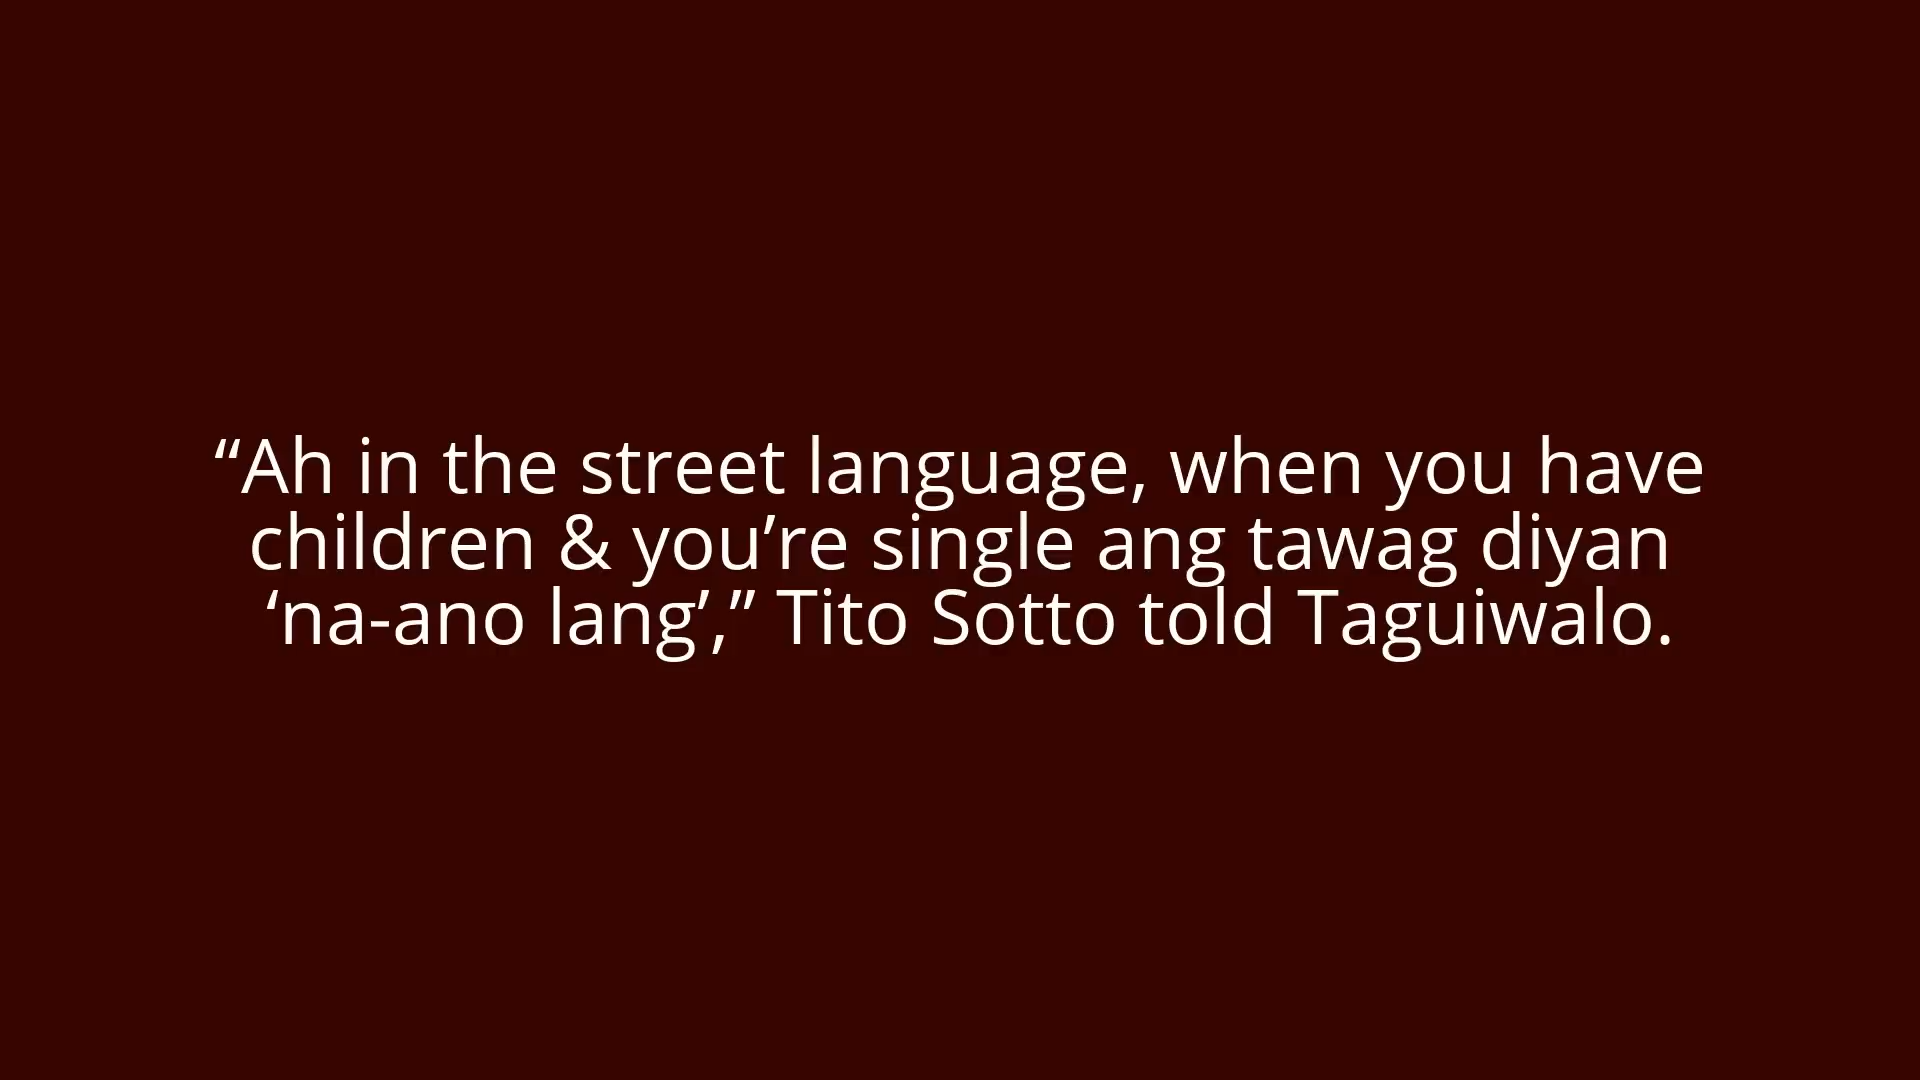 “Ah in the street language, when you have
children & you’re single ang tawag diyan
‘na-ano lang’,” Tito Sotto told Taguiwalo.